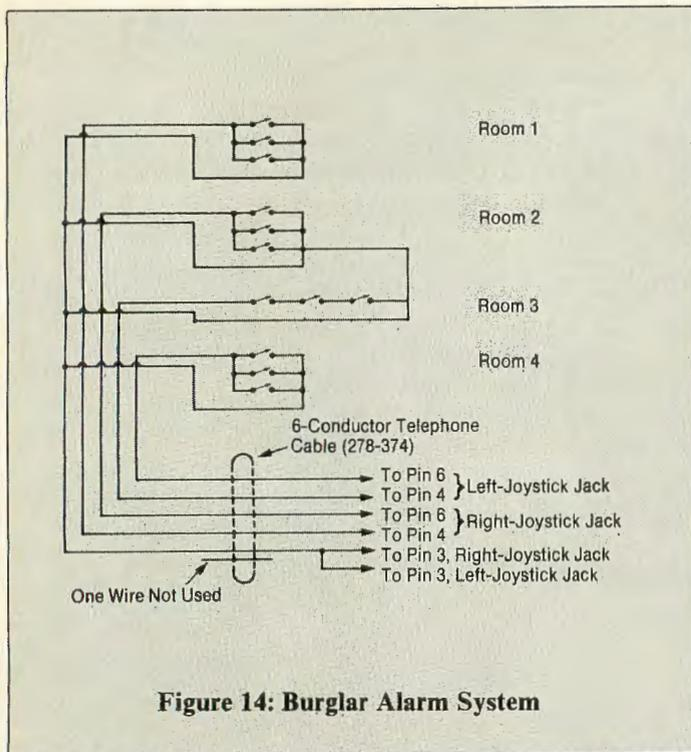 Room 1
Room 2
Room 3
Room 4
6-Conductor Telephone
Cable (278-374)
To Pin 6
To Pin 4
Left-Joystick Jack
To Pin 6
To Pin 4
Right-Joystick Jack
To Pin 3, Right-Joystick Jack
To Pin 3, Left-Joystick Jack
One Wire Not Used
Figure 14: Burglar Alarm System